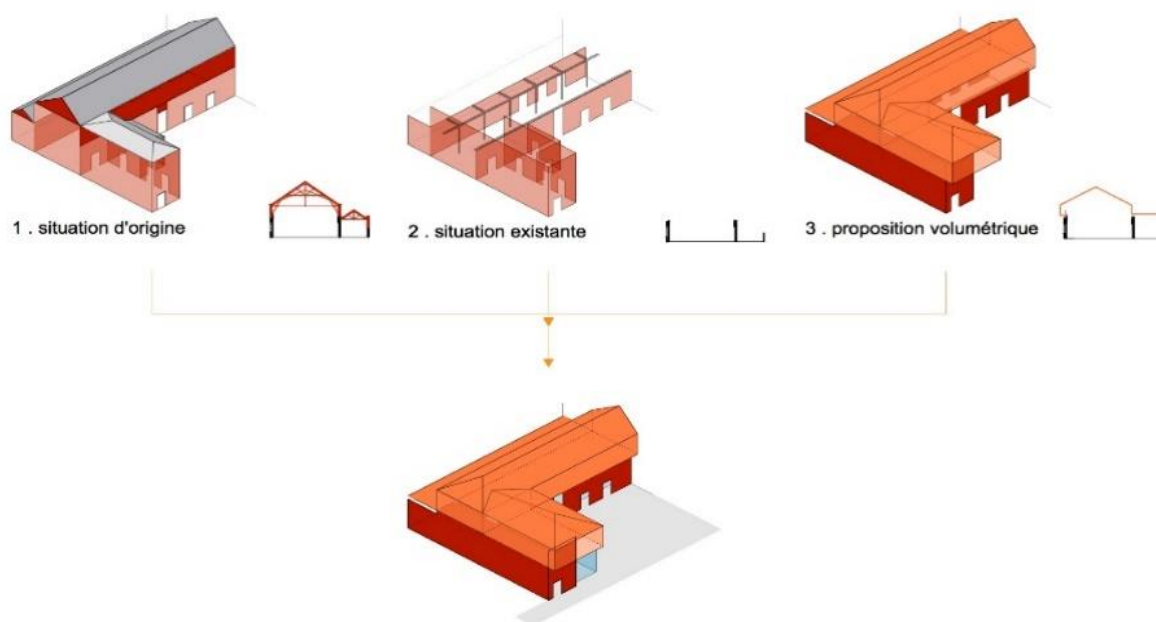 1 . situation d'origine
2 . situation existante
3 . proposition volumétrique